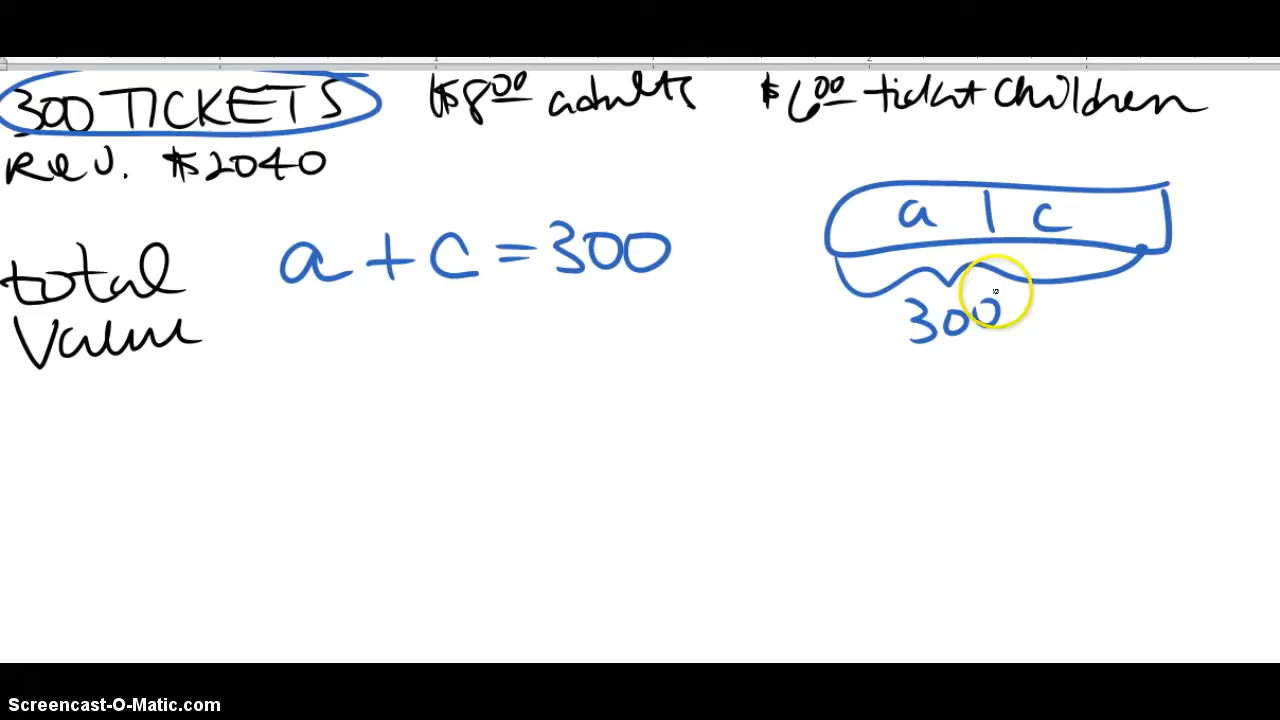 300 TICKETS $8.00 adults $6.00 ticket children
Rev. $2040
total
Value
a + c = 300
a | c
300
Screencast-O-Matic.com